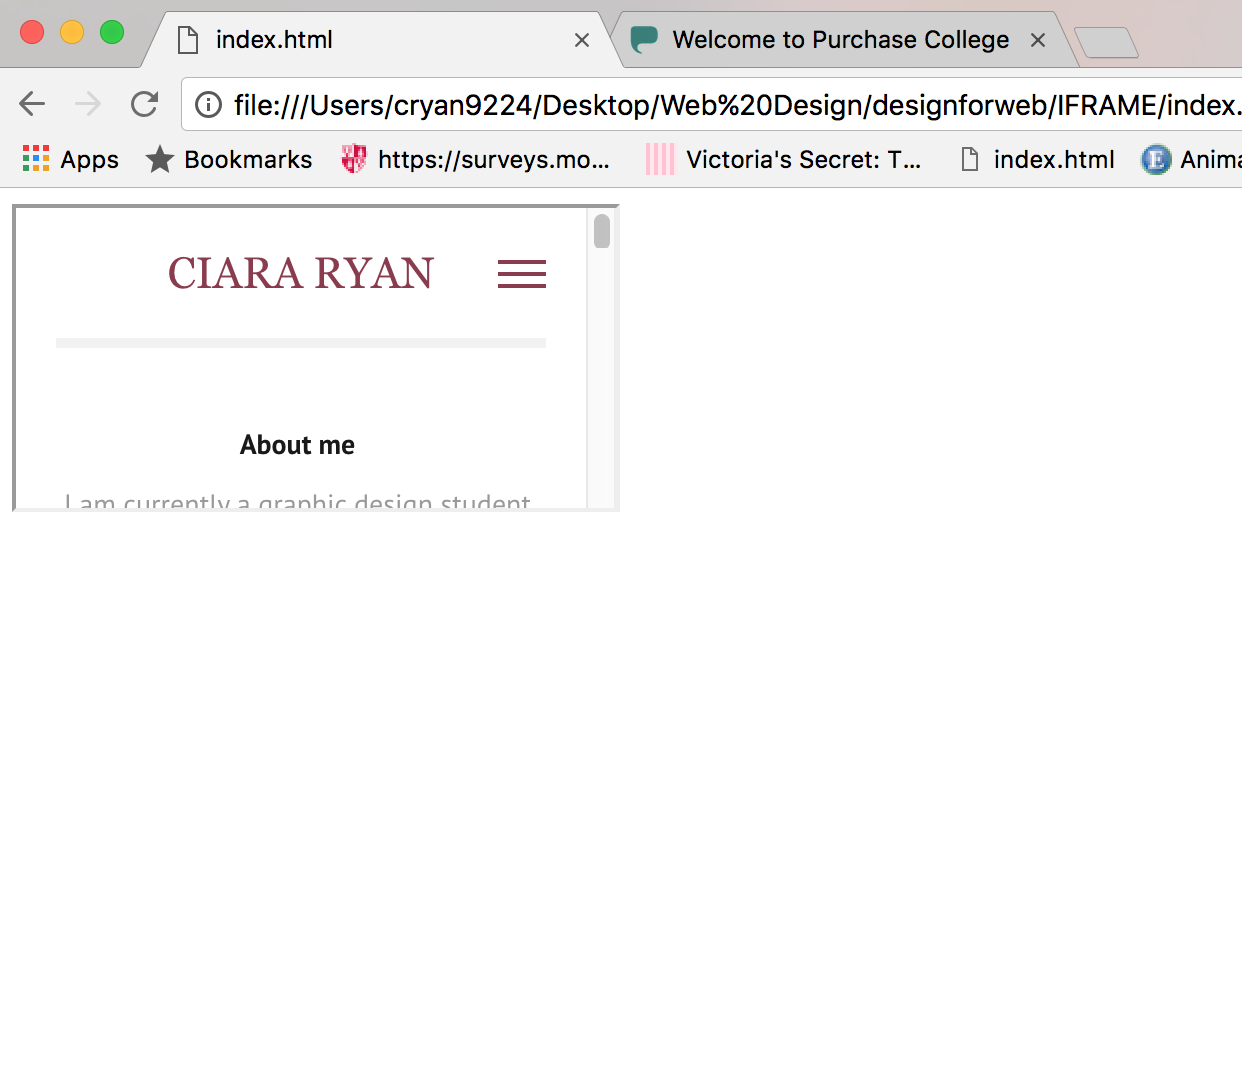 index.html
Welcome to Purchase College
file:///Users/cryan9224/Desktop/Web%20Design/designforweb/IFRAME/index.
Apps Bookmarks https://surveys.mo... Victoria's Secret: T... index.html Anima
CIARA RYAN
About me
I am currently a graphic design student